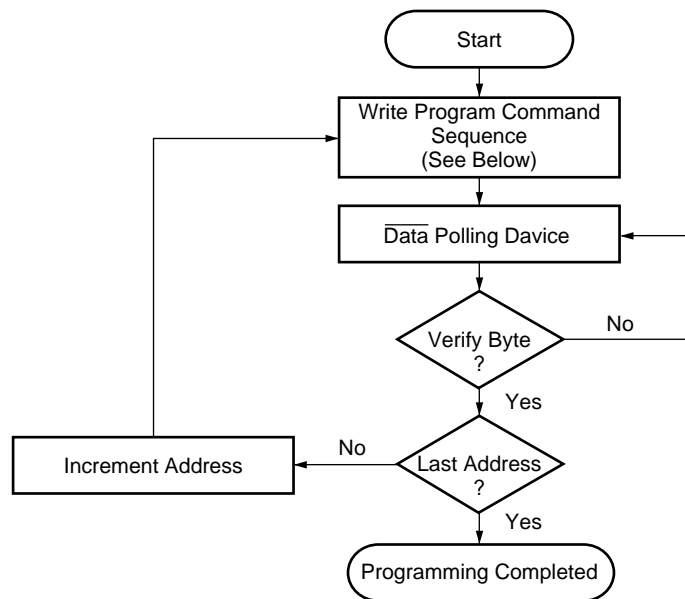 Start
Write Program Command
Sequence
(See Below)
Data Polling Davice
Verify Byte
?
No
Yes
Increment Address
No
Last Address
?
Yes
Programming Completed